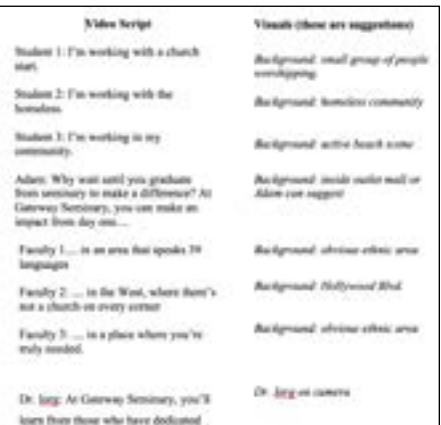 Video Script
Visuals (these are suggestions)
Student 1: I'm working with a church
start.
Background: small group of people
worshipping.
Student 2: I'm working with the
homeless.
Background: homeless community
Student 3: I'm working in my
community.
Background: active beach scene
Adam: Why wait until you graduate
from seminary to make a difference? At
Gateway Seminary, you can make an
impact from day one....
Background: inside outlet mall or
Adam can suggest
Faculty 1.... in an area that speaks 39
languages
Background: obvious ethnic area
Faculty 2: .... in the West, where there's
not a church on every corner
Background: Hollywood Blvd.
Faculty 3: .... in a place where you're
truly needed.
Background: obvious ethnic area
Dr. Iorg: At Gateway Seminary, you'll
learn from those who have dedicated
Dr. Iorg on camera